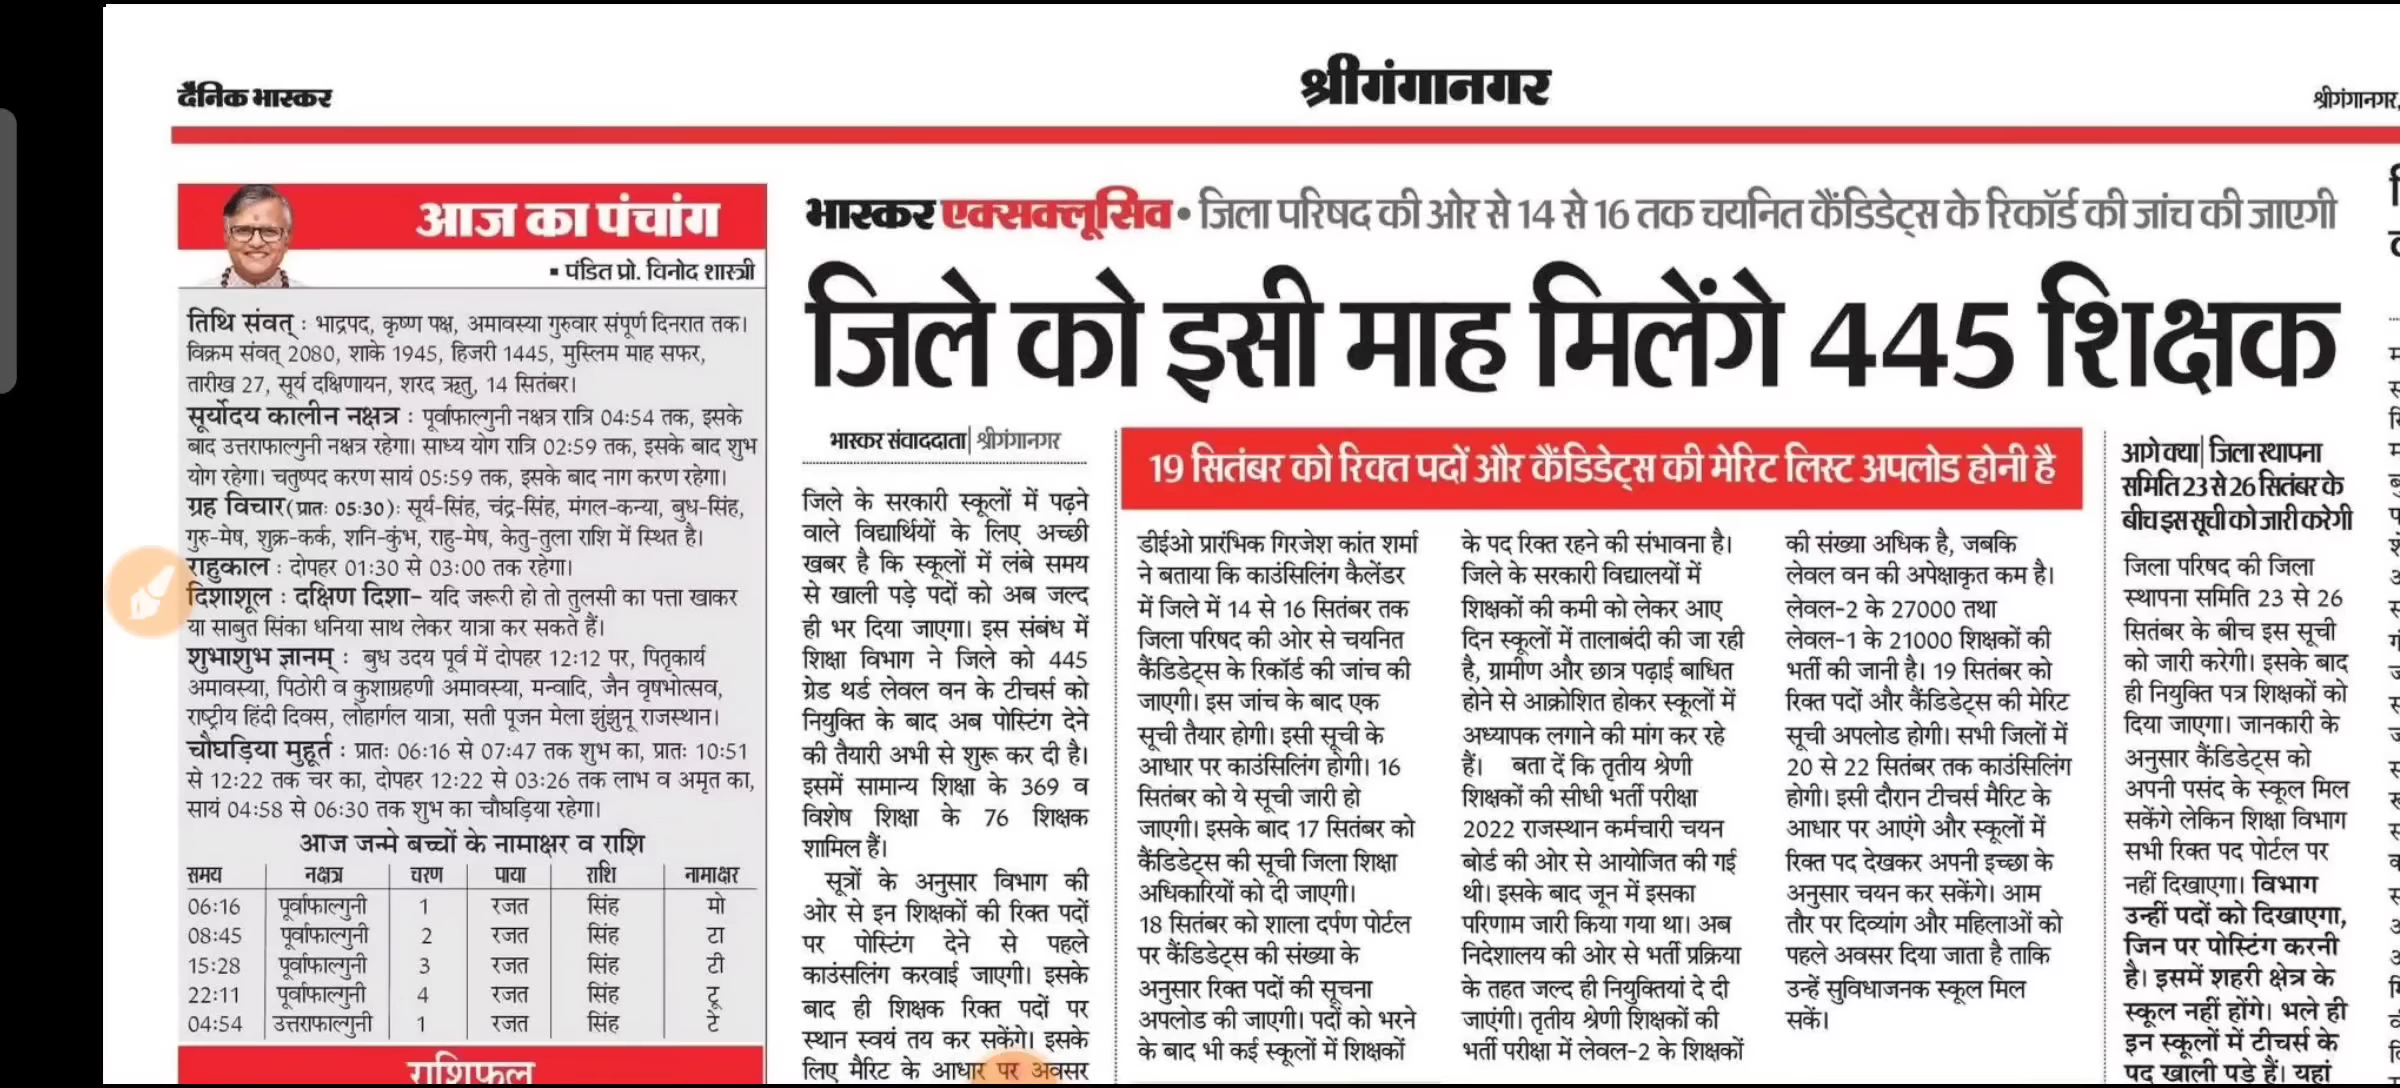 दैनिक भास्कर
श्रीगंगानगर
श्रीगंगानगर,
आज का पंचांग
▪ पंडित प्रो. विनोद शास्त्री
तिथि संवत् : भाद्रपद, कृष्ण पक्ष, अमावस्या गुरुवार संपूर्ण दिनरात तक।
विक्रम संवत् 2080, शाके 1945, हिजरी 1445, मुस्लिम माह सफर,
तारीख 27, सूर्य दक्षिणायन, शरद ऋतु, 14 सितंबर।
सूर्योदय कालीन नक्षत्र : पूर्वाफाल्गुनी नक्षत्र रात्रि 04:54 तक, इसके
बाद उत्तराफाल्गुनी नक्षत्र रहेगा। साध्य योग रात्रि 02:59 तक, इसके बाद शुभ
योग रहेगा। चतुष्पद करण सायं 05:59 तक, इसके बाद नाग करण रहेगा।
ग्रह विचार(प्रातः 05:30): सूर्य-सिंह, चंद्र-सिंह, मंगल-कन्या, बुध-सिंह,
गुरु-मेष, शुक्र-कर्क, शनि-कुंभ, राहु-मेष, केतु-तुला राशि में स्थित है।
राहुकाल : दोपहर 01:30 से 03:00 तक रहेगा।
दिशाशूल : दक्षिण दिशा– यदि जरूरी हो तो तुलसी का पत्ता खाकर
या साबुत सिंका धनिया साथ लेकर यात्रा कर सकते हैं।
शुभाशुभ ज्ञानम् : बुध उदय पूर्व में दोपहर 12:12 पर, पितृकार्य
अमावस्या, पिठोरी व कुशाग्रहणी अमावस्या, मन्वादि, जैन वृषभोत्सव,
राष्ट्रीय हिंदी दिवस, लोहार्गल यात्रा, सती पूजन मेला झुंझुनू राजस्थान।
चौघड़िया मुहूर्त : प्रातः 06:16 से 07:47 तक शुभ का, प्रातः 10:51
से 12:22 तक चर का, दोपहर 12:22 से 03:26 तक लाभ व अमृत का,
सायं 04:58 से 06:30 तक शुभ का चौघड़िया रहेगा।
आज जन्मे बच्चों के नामाक्षर व राशि
समय नक्षत्र चरण पाया राशि नामाक्षर
06:16 पूर्वाफाल्गुनी 1 रजत सिंह मो
08:45 पूर्वाफाल्गुनी 2 रजत सिंह टा
15:28 पूर्वाफाल्गुनी 3 रजत सिंह टी
22:11 पूर्वाफाल्गुनी 4 रजत सिंह टू
04:54 उत्तराफाल्गुनी 1 रजत सिंह टे
राशिफल
भास्कर एक्सक्लूसिव • जिला परिषद की ओर से 14 से 16 तक चयनित कैंडिडेट्स के रिकॉर्ड की जांच की जाएगी
जिले को इसी माह मिलेंगे 445 शिक्षक
भास्कर संवाददाता| श्रीगंगानगर
जिले के सरकारी स्कूलों में पढ़ने
वाले विद्यार्थियों के लिए अच्छी
खबर है कि स्कूलों में लंबे समय
से खाली पड़े पदों को अब जल्द
ही भर दिया जाएगा। इस संबंध में
शिक्षा विभाग ने जिले को 445
ग्रेड थर्ड लेवल वन के टीचर्स को
नियुक्ति के बाद अब पोस्टिंग देने
की तैयारी अभी से शुरू कर दी है।
इसमें सामान्य शिक्षा के 369 व
विशेष शिक्षा के 76 शिक्षक
शामिल हैं।
सूत्रों के अनुसार विभाग की
ओर से इन शिक्षकों की रिक्त पदों
पर पोस्टिंग देने से पहले
काउंसलिंग करवाई जाएगी। इसके
बाद ही शिक्षक रिक्त पदों पर
स्थान स्वयं तय कर सकेंगे। इसके
लिए मैरिट के आधार पर अवसर
19 सितंबर को रिक्त पदों और कैंडिडेट्स की मेरिट लिस्ट अपलोड होनी है
डीईओ प्रारंभिक गिरजेश कांत शर्मा
ने बताया कि काउंसिलिंग कैलेंडर
में जिले में 14 से 16 सितंबर तक
जिला परिषद की ओर से चयनित
कैंडिडेट्स के रिकॉर्ड की जांच की
जाएगी। इस जांच के बाद एक
सूची तैयार होगी। इसी सूची के
आधार पर काउंसिलिंग होगी। 16
सितंबर को ये सूची जारी हो
जाएगी। इसके बाद 17 सितंबर को
कैंडिडेट्स की सूची जिला शिक्षा
अधिकारियों को दी जाएगी।
18 सितंबर को शाला दर्पण पोर्टल
पर कैंडिडेट्स की संख्या के
अनुसार रिक्त पदों की सूचना
अपलोड की जाएगी। पदों को भरने
के बाद भी कई स्कूलों में शिक्षकों
के पद रिक्त रहने की संभावना है।
जिले के सरकारी विद्यालयों में
शिक्षकों की कमी को लेकर आए
दिन स्कूलों में तालाबंदी की जा रही
है, ग्रामीण और छात्र पढ़ाई बाधित
होने से आक्रोशित होकर स्कूलों में
अध्यापक लगाने की मांग कर रहे
हैं। बता दें कि तृतीय श्रेणी
शिक्षकों की सीधी भर्ती परीक्षा
2022 राजस्थान कर्मचारी चयन
बोर्ड की ओर से आयोजित की गई
थी। इसके बाद जून में इसका
परिणाम जारी किया गया था। अब
निदेशालय की ओर से भर्ती प्रक्रिया
के तहत जल्द ही नियुक्तियां दे दी
जाएंगी। तृतीय श्रेणी शिक्षकों की
भर्ती परीक्षा में लेवल-2 के शिक्षकों
की संख्या अधिक है, जबकि
लेवल वन की अपेक्षाकृत कम है।
लेवल-2 के 27000 तथा
लेवल-1 के 21000 शिक्षकों की
भर्ती की जानी है। 19 सितंबर को
रिक्त पदों और कैंडिडेट्स की मेरिट
सूची अपलोड होगी। सभी जिलों में
20 से 22 सितंबर तक काउंसिलिंग
होगी। इसी दौरान टीचर्स मैरिट के
आधार पर आएंगे और स्कूलों में
रिक्त पद देखकर अपनी इच्छा के
अनुसार चयन कर सकेंगे। आम
तौर पर दिव्यांग और महिलाओं को
पहले अवसर दिया जाता है ताकि
उन्हें सुविधाजनक स्कूल मिल
सकें।
आगे क्या| जिला स्थापना
समिति 23 से 26 सितंबर के
बीच इस सूची को जारी करेगी
जिला परिषद की जिला
स्थापना समिति 23 से 26
सितंबर के बीच इस सूची
को जारी करेगी। इसके बाद
ही नियुक्ति पत्र शिक्षकों को
दिया जाएगा। जानकारी के
अनुसार कैंडिडेट्स को
अपनी पसंद के स्कूल मिल
सकेंगे लेकिन शिक्षा विभाग
सभी रिक्त पद पोर्टल पर
नहीं दिखाएगा। विभाग
उन्हीं पदों को दिखाएगा,
जिन पर पोस्टिंग करनी
है। इसमें शहरी क्षेत्र के
स्कूल नहीं होंगे। भले ही
इन स्कूलों में टीचर्स के
पद खाली पड़े हैं। यहां